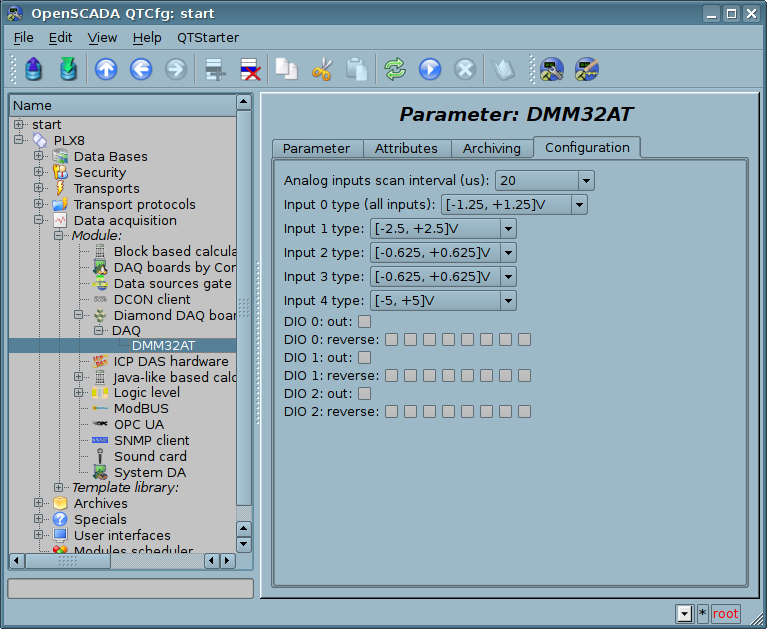 OpenSCADA QTCfg: start
File Edit View Help QTStarter
Name
start
PLX8
Data Bases
Security
Transports
Transport protocols
Data acquisition
Module:
Block based calcula
DAQ boards by Cor
Data sources gate
DCON client
Diamond DAQ boar
DAQ
DMM32AT
ICP DAS hardware
Java-like based calc
Logic level
ModBUS
OPC UA
SNMP client
Sound card
System DA
Template library:
Archives
Specials
User interfaces
Modules scheduler
Parameter: DMM32AT
Parameter Attributes Archiving Configuration
Analog inputs scan interval (us): 20
Input 0 type (all inputs): [-1.25, +1.25]V
Input 1 type: [-2.5, +2.5]V
Input 2 type: [-0.625, +0.625]V
Input 3 type: [-0.625, +0.625]V
Input 4 type: [-5, +5]V
DIO 0: out:
DIO 0: reverse:
DIO 1: out:
DIO 1: reverse:
DIO 2: out:
DIO 2: reverse:
* root